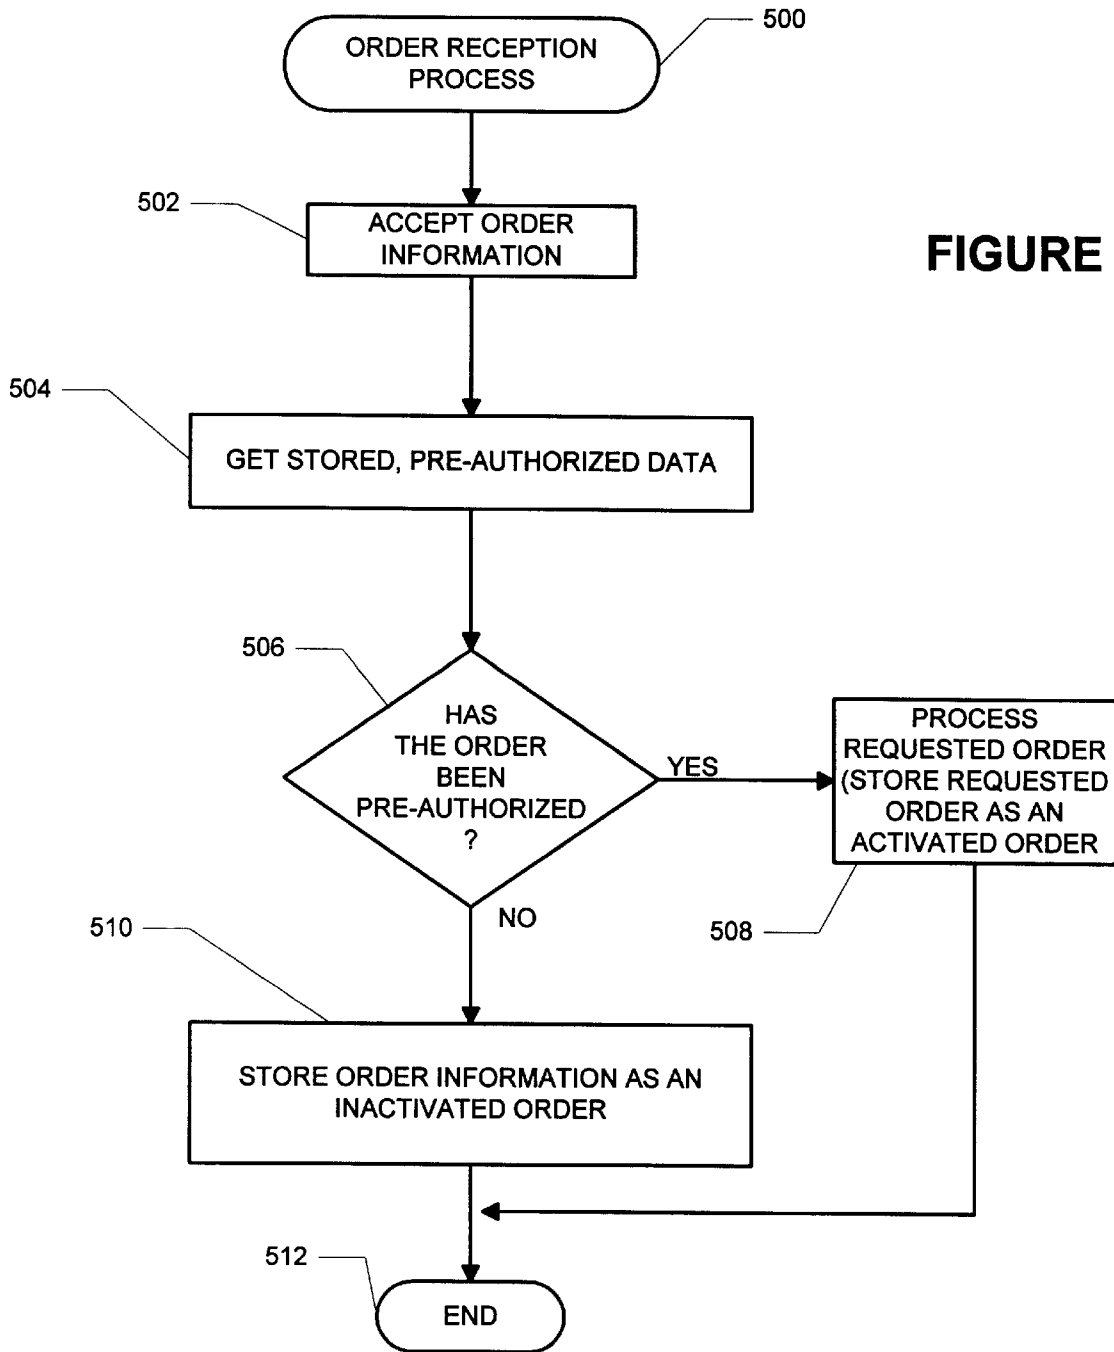 500
ORDER RECEPTION
PROCESS
502
ACCEPT ORDER
INFORMATION
FIGURE
504
GET STORED, PRE-AUTHORIZED DATA
506
HAS
THE ORDER
BEEN
PRE-AUTHORIZED
?
YES
PROCESS
REQUESTED ORDER
(STORE REQUESTED
ORDER AS AN
ACTIVATED ORDER
508
NO
510
STORE ORDER INFORMATION AS AN
INACTIVATED ORDER
512
END